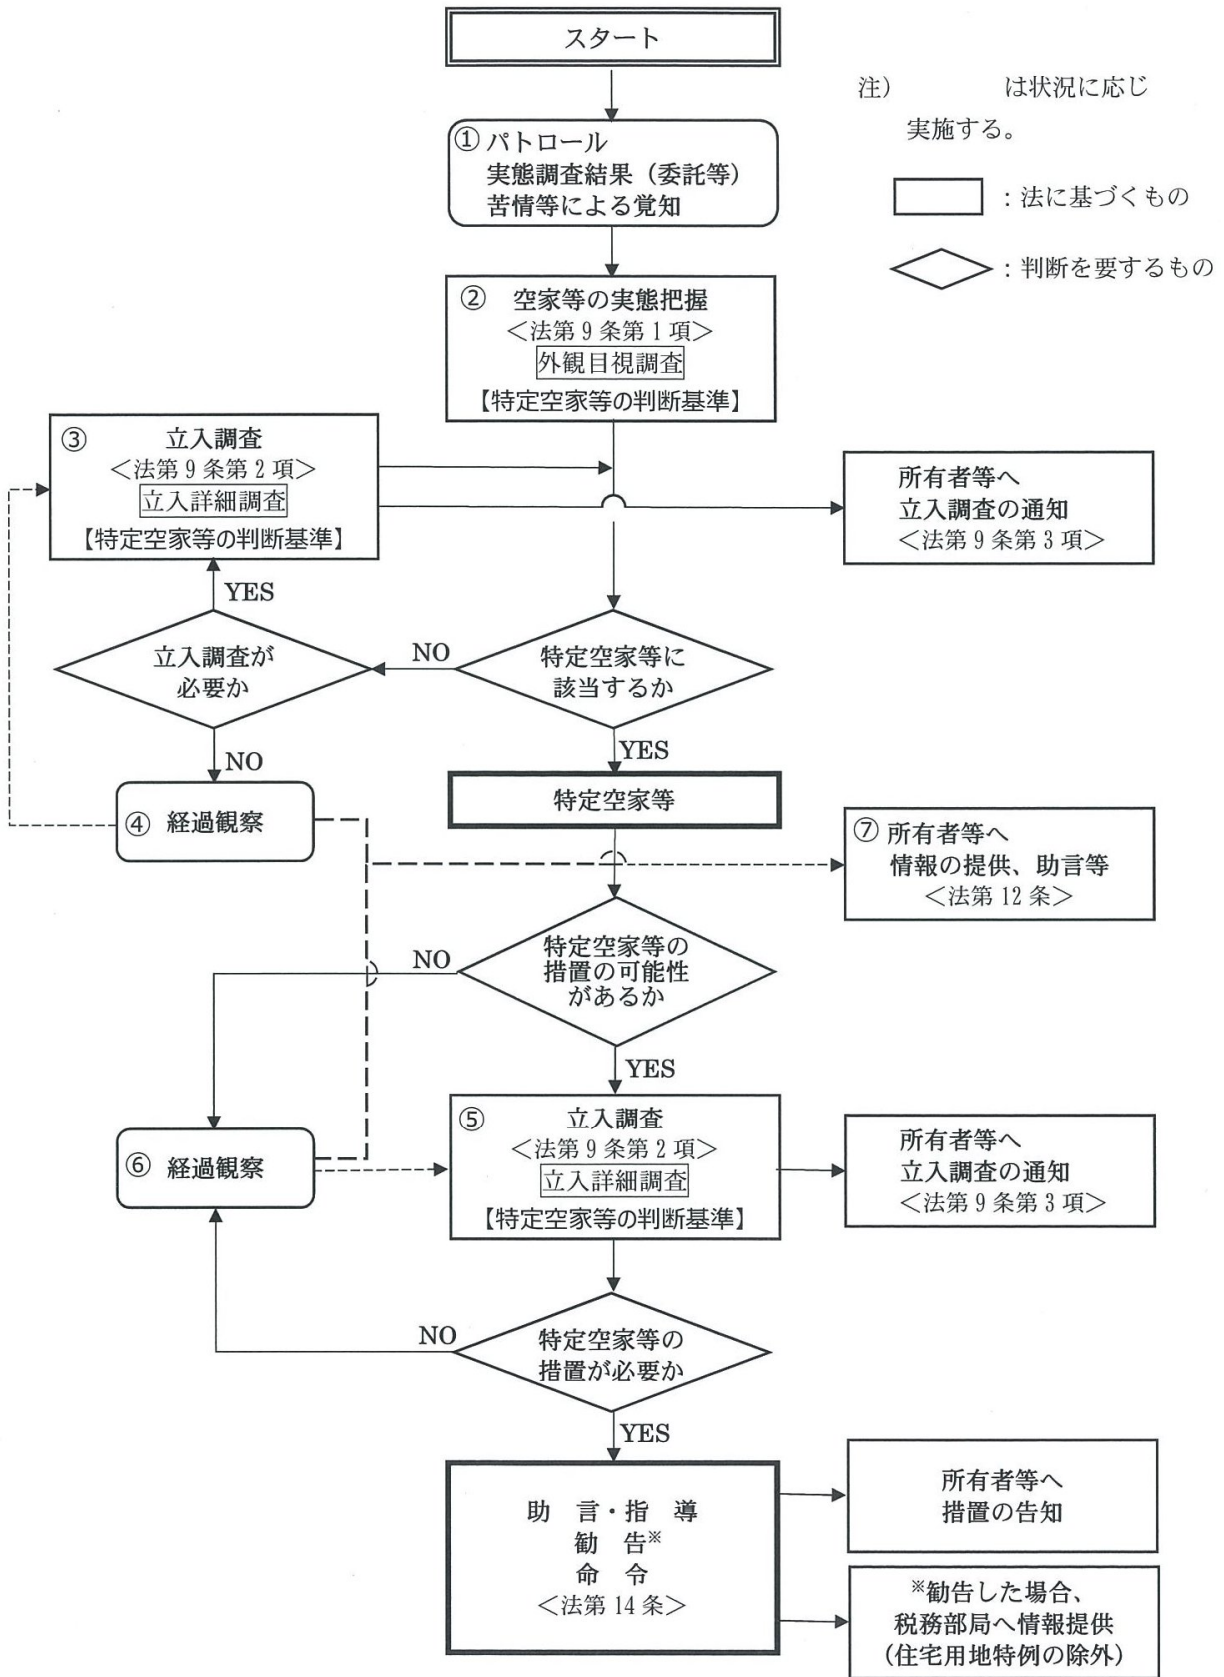 スタート
注）　　　　は状況に応じ
実施する。
：法に基づくもの
：判断を要するもの
① パトロール
実態調査結果（委託等）
苦情等による覚知
② 空家等の実態把握
＜法第9条第1項＞
外観目視調査
【特定空家等の判断基準】
③ 立入調査
＜法第9条第2項＞
立入詳細調査
【特定空家等の判断基準】
所有者等へ
立入調査の通知
＜法第9条第3項＞
YES
立入調査が
必要か
NO
特定空家等に
該当するか
NO
YES
④ 経過観察
特定空家等
⑦ 所有者等へ
情報の提供、助言等
＜法第12条＞
NO
特定空家等の
措置の可能性
があるか
YES
⑥ 経過観察
⑤ 立入調査
＜法第9条第2項＞
立入詳細調査
【特定空家等の判断基準】
所有者等へ
立入調査の通知
＜法第9条第3項＞
NO
特定空家等の
措置が必要か
YES
助　言・指　導
勧　告※
命　令
＜法第14条＞
所有者等へ
措置の告知
※勧告した場合、
税務部局へ情報提供
（住宅用地特例の除外）